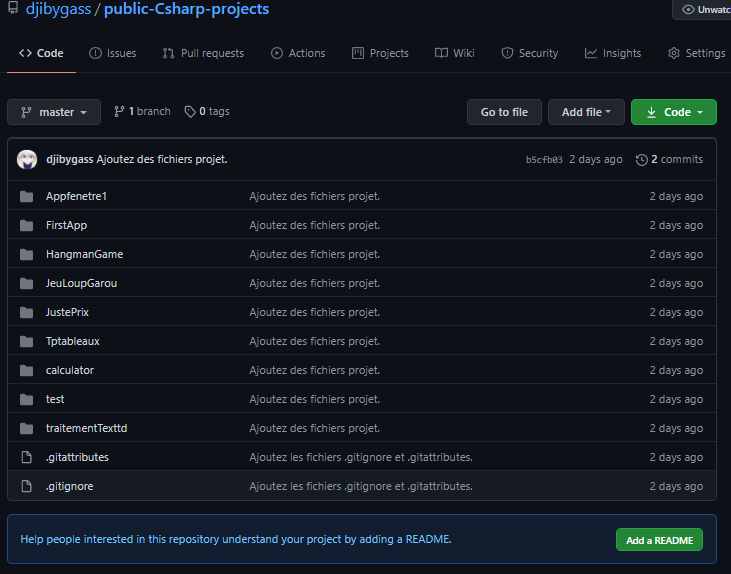 djibygass / public-Csharp-projects
Unwatc
Code Issues Pull requests Actions Projects Wiki Security Insights Settings
master 1 branch 0 tags Go to file Add file Code
djibygass Ajoutez des fichiers projet. b5cfb03 2 days ago 2 commits
Appfenetre1 Ajoutez des fichiers projet. 2 days ago
FirstApp Ajoutez des fichiers projet. 2 days ago
HangmanGame Ajoutez des fichiers projet. 2 days ago
JeuLoupGarou Ajoutez des fichiers projet. 2 days ago
JustePrix Ajoutez des fichiers projet. 2 days ago
Tptableaux Ajoutez des fichiers projet. 2 days ago
calculator Ajoutez des fichiers projet. 2 days ago
test Ajoutez des fichiers projet. 2 days ago
traitementTexttd Ajoutez des fichiers projet. 2 days ago
.gitattributes Ajoutez les fichiers .gitignore et .gitattributes. 2 days ago
.gitignore Ajoutez les fichiers .gitignore et .gitattributes. 2 days ago
Help people interested in this repository understand your project by adding a README. Add a README